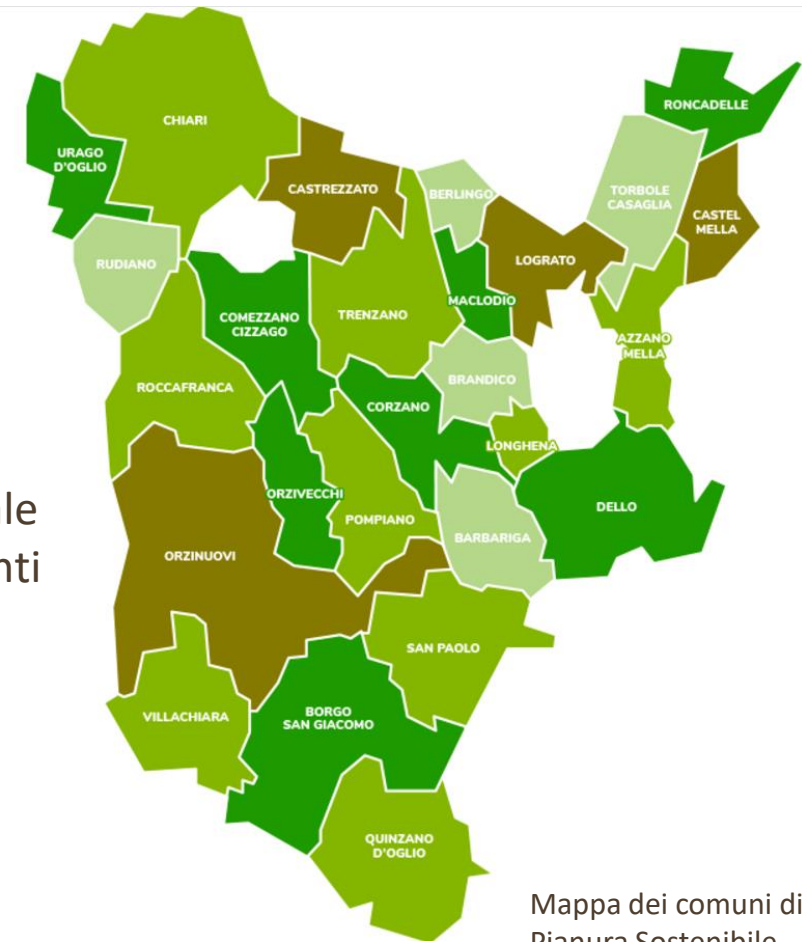 CHIARI
RONCADELLE
URAGO
D'OGLIO
CASTREZZATO
BERLINGO
TORBOLE
CASAGLIA
CASTEL
MELLA
RUDIANO
LOGRATO
MACLODIO
COMEZZANO
CIZZAGO
TRENZANO
AZZANO
MELLA
ROCCAFRANCA
BRANDICO
CORZANO
LONGHENA
ORZIVECCHI
POMPIANO
DELLO
BARBARIGA
ORZINUOVI
SAN PAOLO
VILLACHIARA
BORGO
SAN GIACOMO
QUINZANO
D'OGLIO
Mappa dei comuni di
Pianura Sostenibile